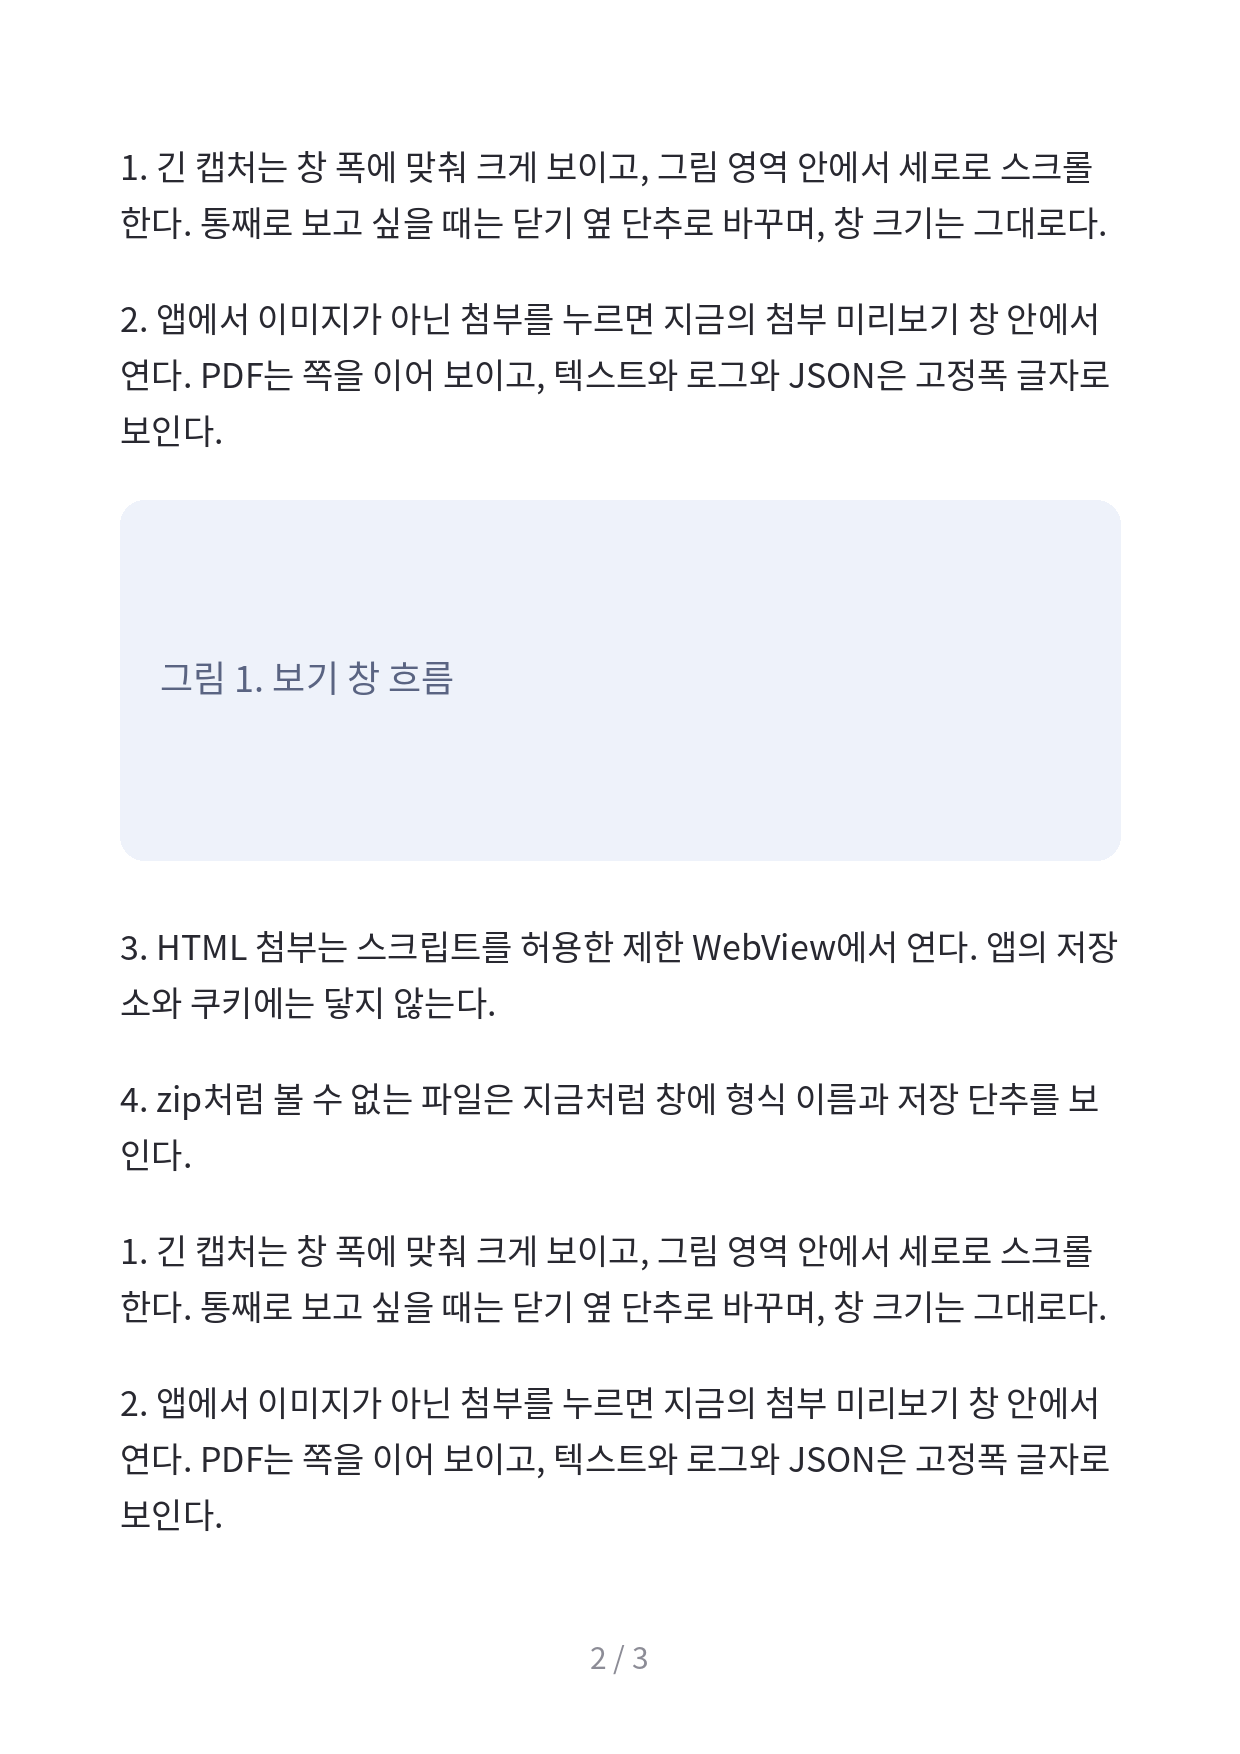 1. 긴 캡처는 창 폭에 맞춰 크게 보이고, 그림 영역 안에서 세로로 스크롤
한다. 통째로 보고 싶을 때는 닫기 옆 단추로 바꾸며, 창 크기는 그대로다.
2. 앱에서 이미지가 아닌 첨부를 누르면 지금의 첨부 미리보기 창 안에서
연다. PDF는 쪽을 이어 보이고, 텍스트와 로그와 JSON은 고정폭 글자로
보인다.
그림 1. 보기 창 흐름
3. HTML 첨부는 스크립트를 허용한 제한 WebView에서 연다. 앱의 저장
소와 쿠키에는 닿지 않는다.
4. zip처럼 볼 수 없는 파일은 지금처럼 창에 형식 이름과 저장 단추를 보
인다.
1. 긴 캡처는 창 폭에 맞춰 크게 보이고, 그림 영역 안에서 세로로 스크롤
한다. 통째로 보고 싶을 때는 닫기 옆 단추로 바꾸며, 창 크기는 그대로다.
2. 앱에서 이미지가 아닌 첨부를 누르면 지금의 첨부 미리보기 창 안에서
연다. PDF는 쪽을 이어 보이고, 텍스트와 로그와 JSON은 고정폭 글자로
보인다.
2 / 3